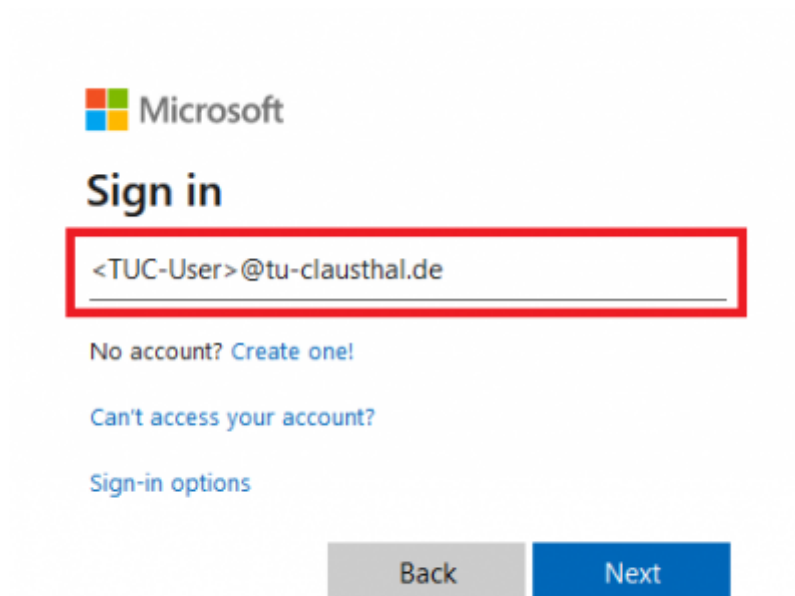 Microsoft
Sign in
<TUC-User>@tu-clausthal.de
No account? Create one!
Can't access your account?
Sign-in options
Back Next